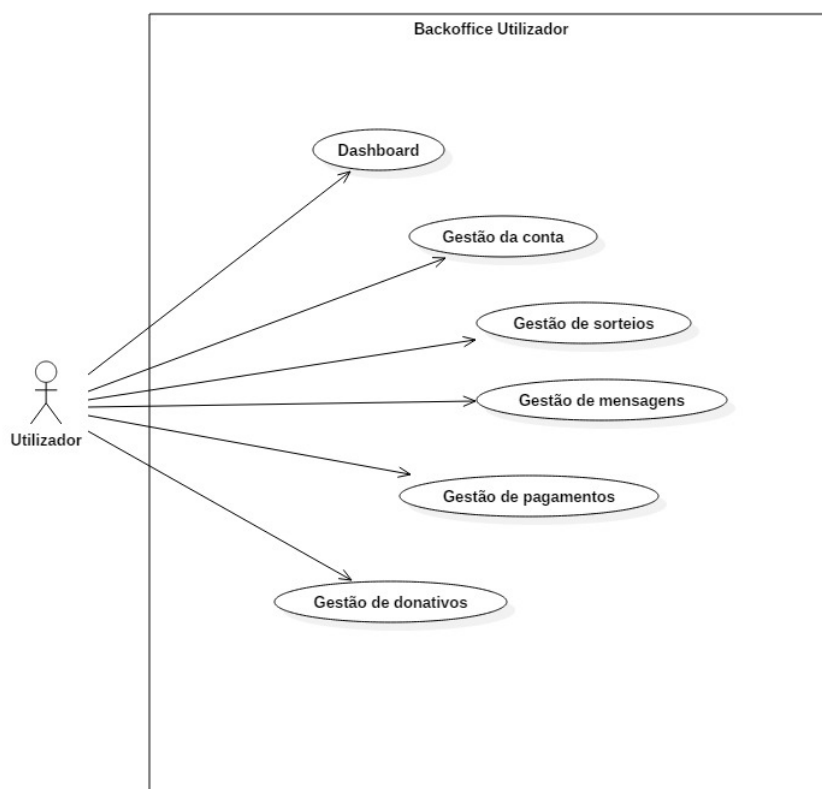 Backoffice Utilizador
Dashboard
Gestão da conta
Gestão de sorteios
Gestão de mensagens
Utilizador
Gestão de pagamentos
Gestão de donativos